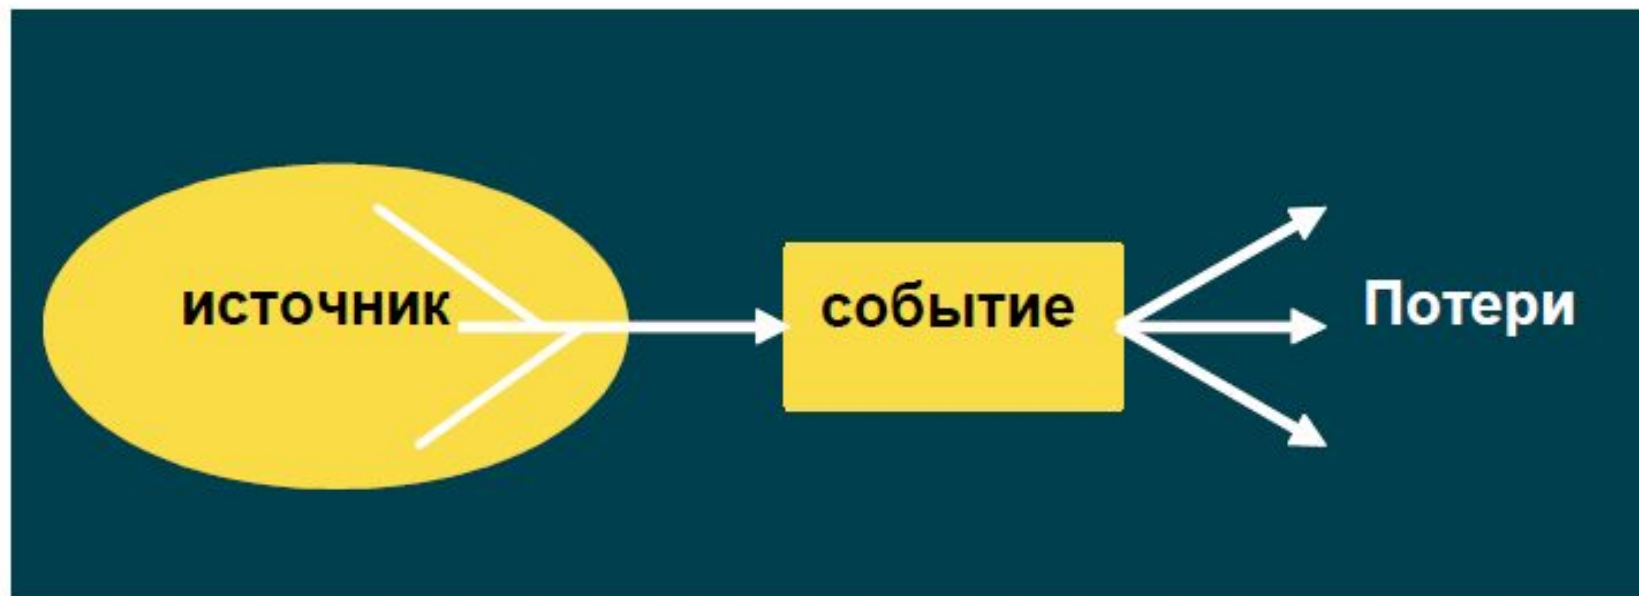 источник
событие
Потери